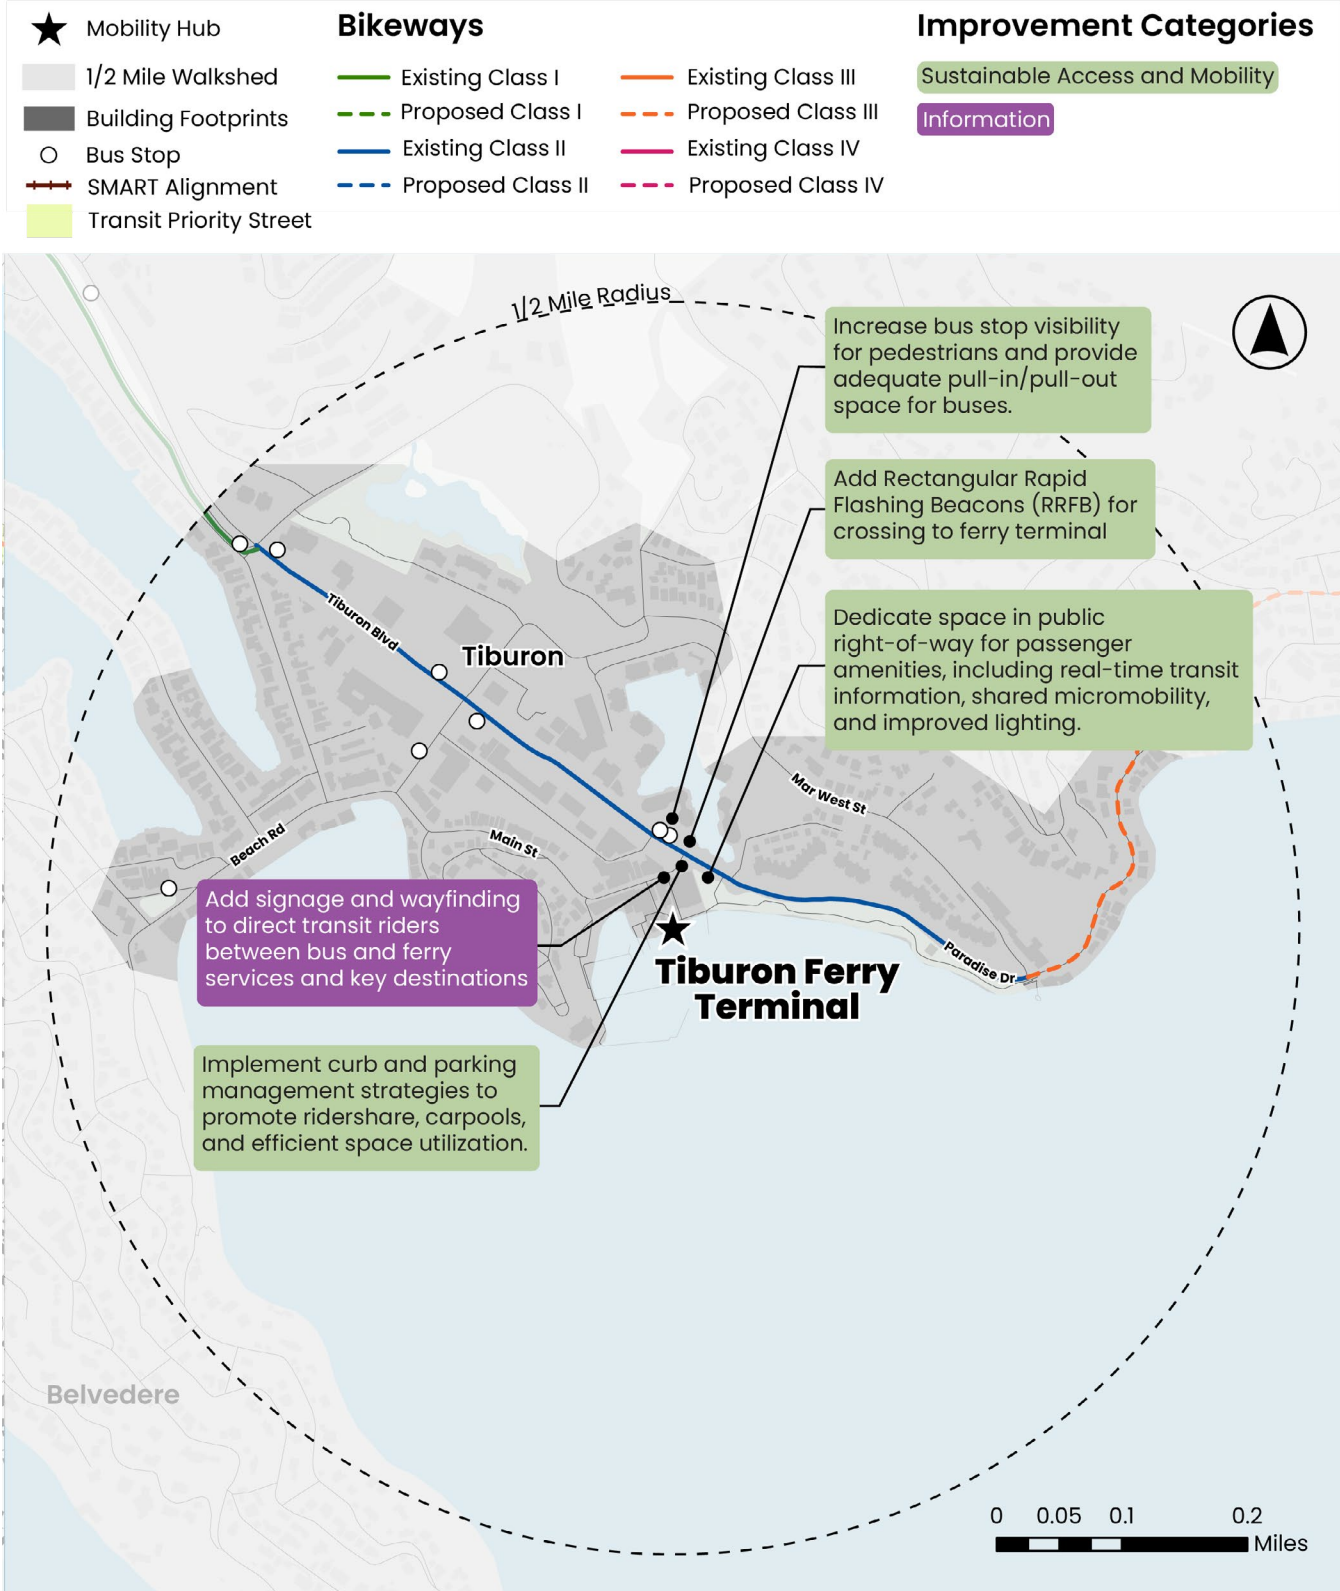 Mobility Hub
1/2 Mile Walkshed
Building Footprints
Bus Stop
SMART Alignment
Transit Priority Street
Bikeways
Existing Class I
Proposed Class I
Existing Class II
Proposed Class II
Existing Class III
Proposed Class III
Existing Class IV
Proposed Class IV
Improvement Categories
Sustainable Access and Mobility
Information
1/2 Mile Radius
Increase bus stop visibility
for pedestrians and provide
adequate pull-in/pull-out
space for buses.
Add Rectangular Rapid
Flashing Beacons (RRFB) for
crossing to ferry terminal
Dedicate space in public
right-of-way for passenger
amenities, including real-time transit
information, shared micromobility,
and improved lighting.
Tiburon Blvd
Tiburon
Mar West St
Beach Rd
Main St
Add signage and wayfinding
to direct transit riders
between bus and ferry
services and key destinations
Paradise Dr
Tiburon Ferry
Terminal
Implement curb and parking
management strategies to
promote ridershare, carpools,
and efficient space utilization.
Belvedere
0 0.05 0.1 0.2
Miles